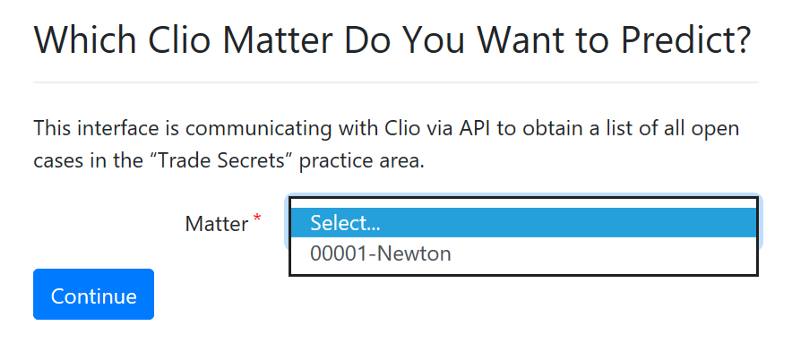 Which Clio Matter Do You Want to Predict?
This interface is communicating with Clio via API to obtain a list of all open
cases in the “Trade Secrets” practice area.
Matter *
Select...
00001-Newton
Continue